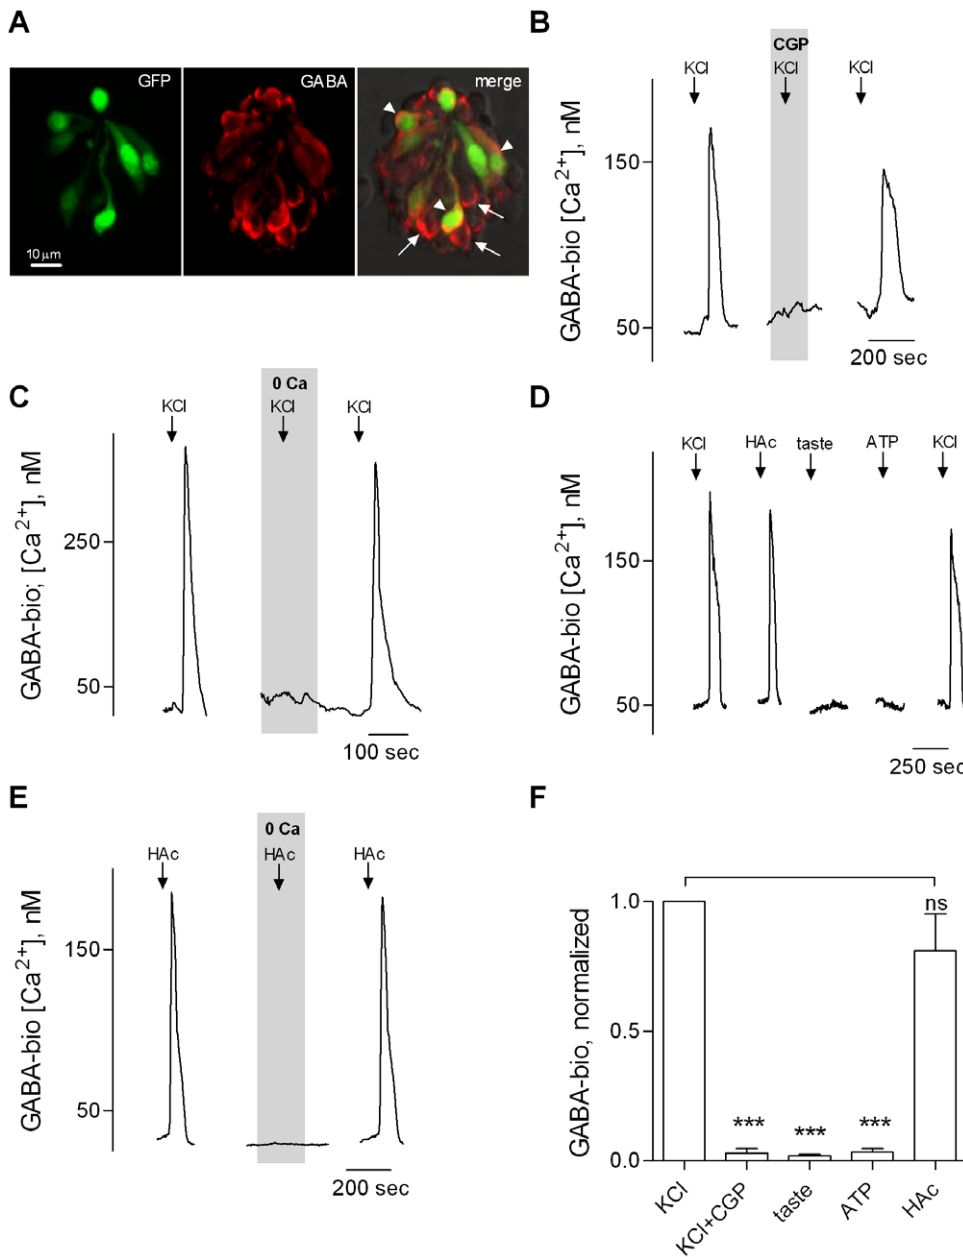 A
GFP
GABA
merge
10 μm
B
CGP
KCl KCl KCl
GABA-bio [Ca²⁺], nM
150
50
200 sec
C
0 Ca
KCl KCl KCl
GABA-bio; [Ca²⁺], nM
250
50
100 sec
D
KCl HAc taste ATP KCl
GABA-bio [Ca²⁺], nM
150
50
250 sec
E
0 Ca
HAc HAc HAc
GABA-bio [Ca²⁺], nM
150
50
200 sec
F
ns
GABA-bio, normalized
1.0
0.5
0.0
*** *** ***
KCl KCl+CGP taste ATP HAc